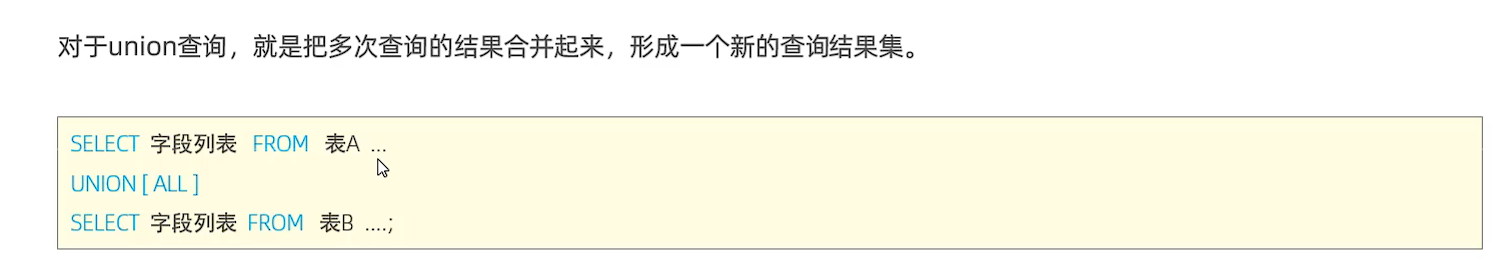 对于union查询，就是把多次查询的结果合并起来，形成一个新的查询结果集。
SELECT 字段列表 FROM 表A ...
UNION [ ALL ]
SELECT 字段列表 FROM 表B ....;